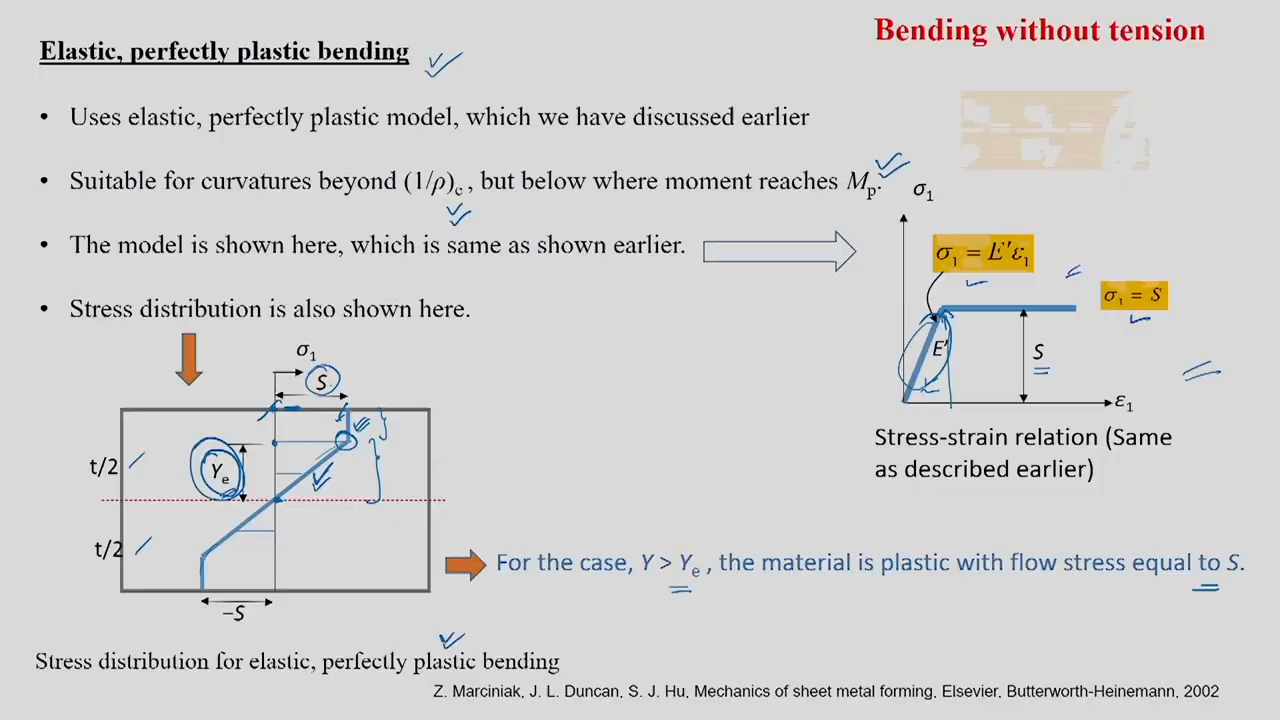 Bending without tension
Elastic, perfectly plastic bending
• Uses elastic, perfectly plastic model, which we have discussed earlier
• Suitable for curvatures beyond (1/ρ)c , but below where moment reaches Mp.
• The model is shown here, which is same as shown earlier.
• Stress distribution is also shown here.
σ1
σ1 = E′ε1
σ1 = S
E′
S
ε1
Stress-strain relation (Same
as described earlier)
σ1
S
t/2
Ye
t/2
−S
For the case, Y > Ye , the material is plastic with flow stress equal to S.
Stress distribution for elastic, perfectly plastic bending
Z. Marciniak, J. L. Duncan, S. J. Hu, Mechanics of sheet metal forming, Elsevier, Butterworth-Heinemann, 2002